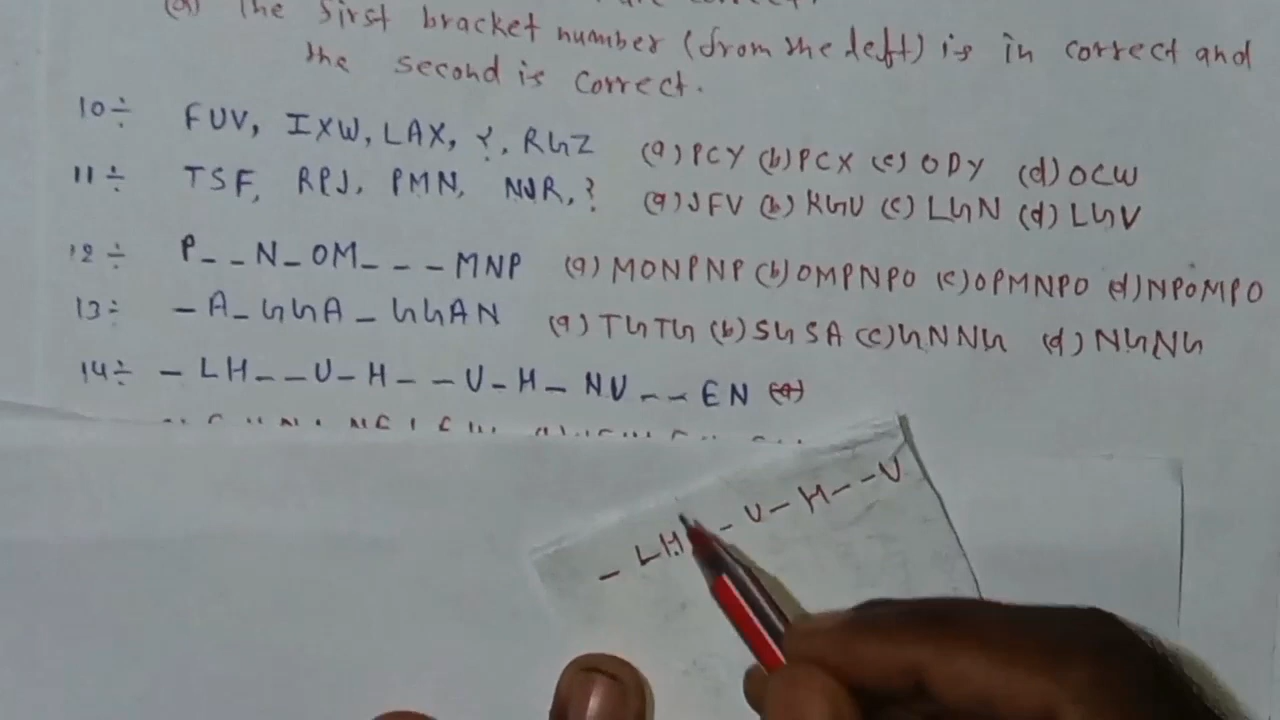 (a) The first bracket number (from the left) is in correct and
the second is correct.
10÷ FUV, IXW, LAX, ?, RGZ (a) PCY (b) PCX (c) ODY (d) OCW
11÷ TSF, RPJ, PMN, NJR, ? (a) JFV (b) KGU (c) LGN (d) LGV
12÷ P_ _N_OM_ _ _MNP (a) MONPNP (b) OMPNPO (c) OPMNPO (d) NPOMPO
13÷ _A_GGA_GGAN (a) TGTG (b) SGSA (c) GNNG (d) NGNG
14÷ _LH_ _U_H_ _U_H_NU_ _EN (a)
_LH _U_H_ _U